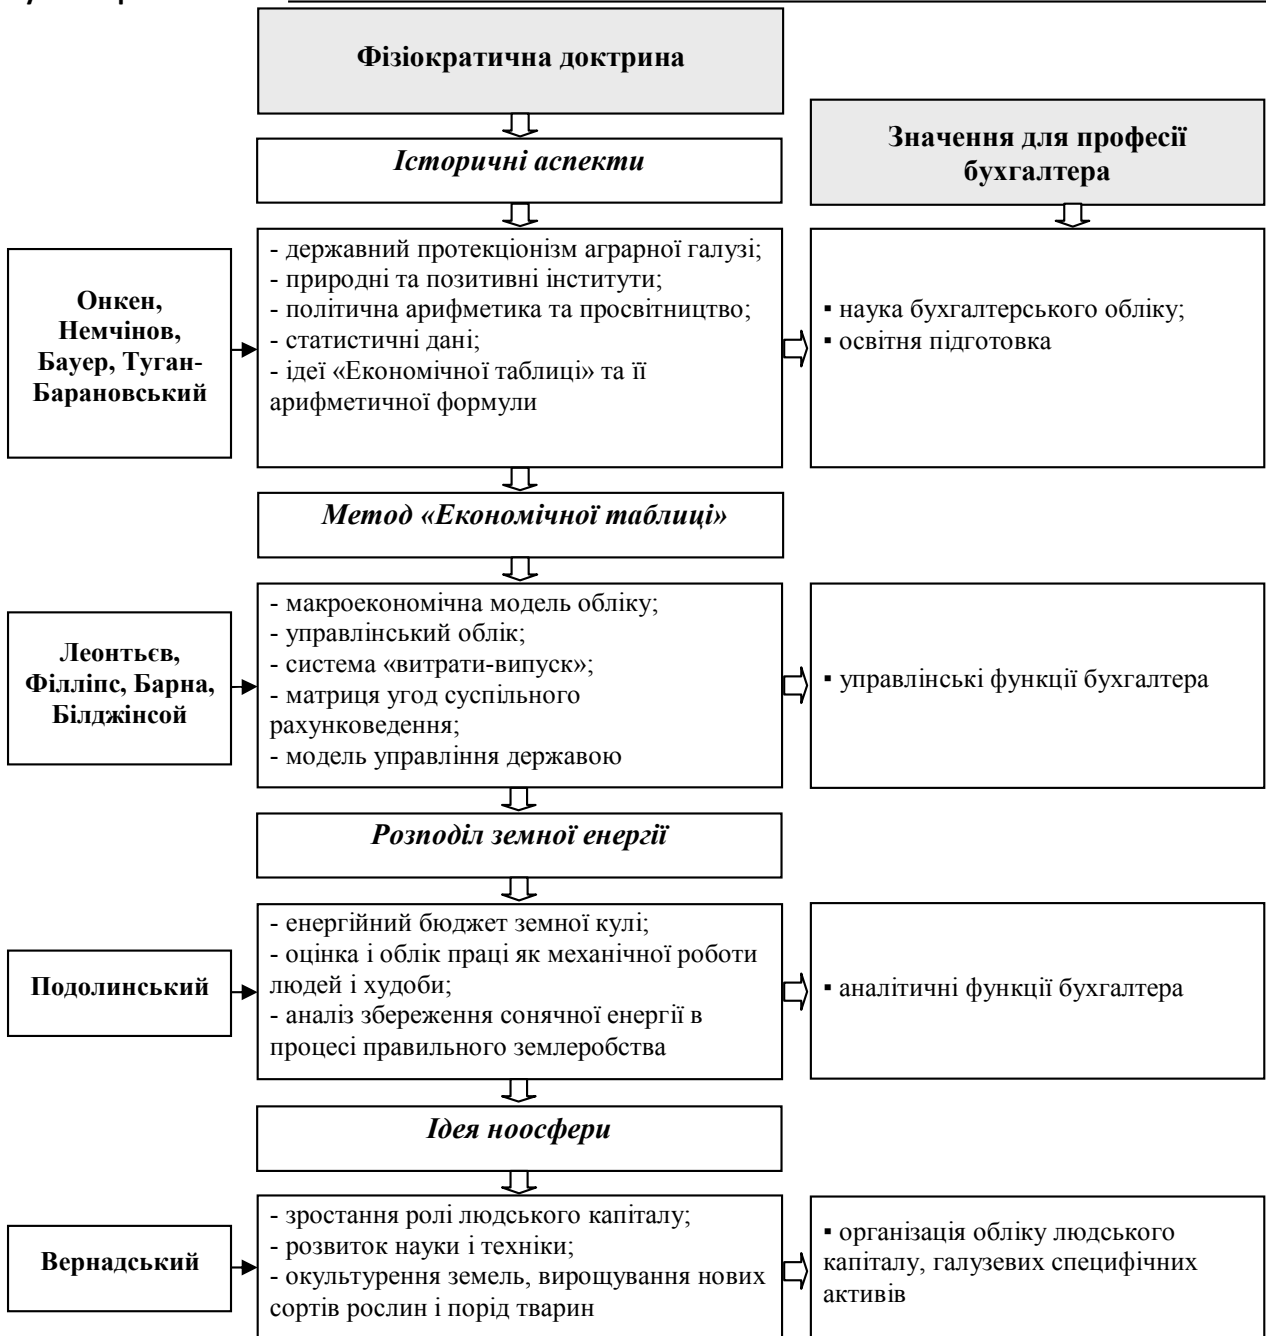 Фізіократична доктрина
Значення для професії
бухгалтера
Історичні аспекти
Онкен,
Немчінов,
Бауер, Туган-
Барановський
- державний протекціонізм аграрної галузі;
- природні та позитивні інститути;
- політична арифметика та просвітництво;
- статистичні дані;
- ідеї «Економічної таблиці» та її
арифметичної формули
▪ наука бухгалтерського обліку;
▪ освітня підготовка
Метод «Економічної таблиці»
Леонтьєв,
Філліпс, Барна,
Білджінсой
- макроекономічна модель обліку;
- управлінський облік;
- система «витрати-випуск»;
- матриця угод суспільного
рахунковедення;
- модель управління державою
▪ управлінські функції бухгалтера
Розподіл земної енергії
Подолинський
- енергійний бюджет земної кулі;
- оцінка і облік праці як механічної роботи
людей і худоби;
- аналіз збереження сонячної енергії в
процесі правильного землеробства
▪ аналітичні функції бухгалтера
Ідея ноосфери
Вернадський
- зростання ролі людського капіталу;
- розвиток науки і техніки;
- окультурення земель, вирощування нових
сортів рослин і порід тварин
▪ організація обліку людського
капіталу, галузевих специфічних
активів